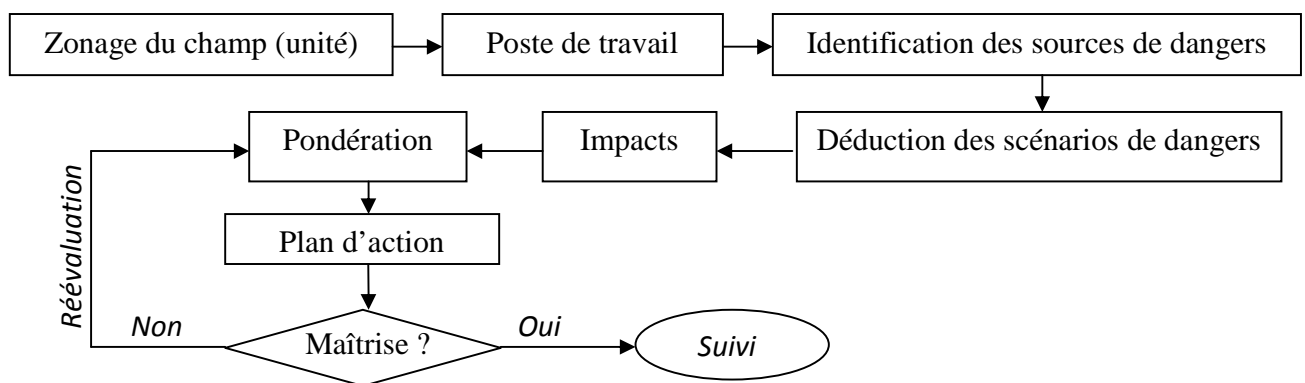 Zonage du champ (unité)
Poste de travail
Identification des sources de dangers
Déduction des scénarios de dangers
Impacts
Pondération
Plan d’action
Maîtrise ?
Non
Réévaluation
Oui
Suivi